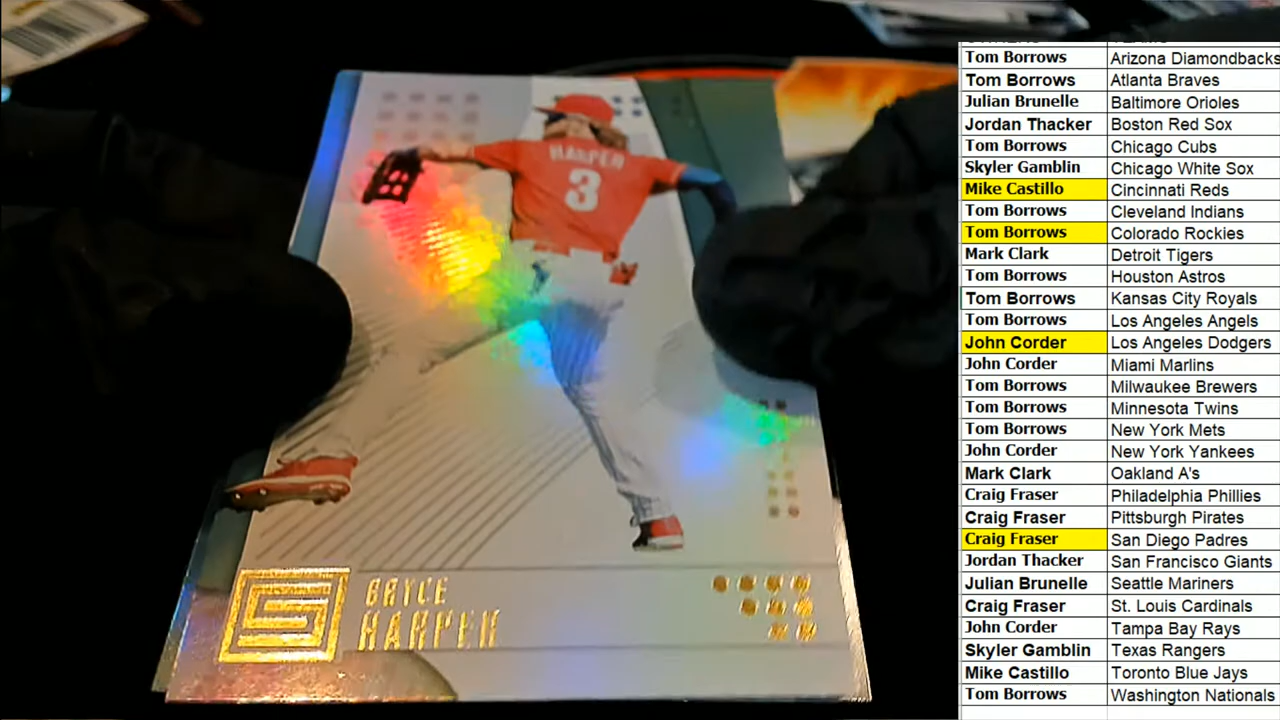 HARPER
3
BRYCE
HARPER
Tom Borrows Arizona Diamondbacks
Tom Borrows Atlanta Braves
Julian Brunelle Baltimore Orioles
Jordan Thacker Boston Red Sox
Tom Borrows Chicago Cubs
Skyler Gamblin Chicago White Sox
Mike Castillo Cincinnati Reds
Tom Borrows Cleveland Indians
Tom Borrows Colorado Rockies
Mark Clark Detroit Tigers
Tom Borrows Houston Astros
Tom Borrows Kansas City Royals
Tom Borrows Los Angeles Angels
John Corder Los Angeles Dodgers
John Corder Miami Marlins
Tom Borrows Milwaukee Brewers
Tom Borrows Minnesota Twins
Tom Borrows New York Mets
John Corder New York Yankees
Mark Clark Oakland A's
Craig Fraser Philadelphia Phillies
Craig Fraser Pittsburgh Pirates
Craig Fraser San Diego Padres
Jordan Thacker San Francisco Giants
Julian Brunelle Seattle Mariners
Craig Fraser St. Louis Cardinals
John Corder Tampa Bay Rays
Skyler Gamblin Texas Rangers
Mike Castillo Toronto Blue Jays
Tom Borrows Washington Nationals